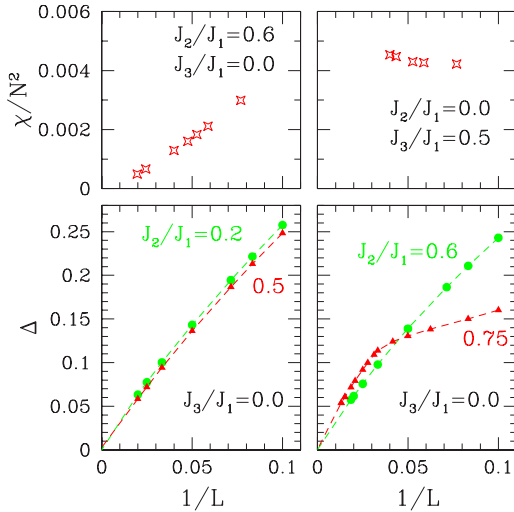 0.006
0.004
0.002
0
χ/N²
J₂/J₁=0.6
J₃/J₁=0.0
J₂/J₁=0.0
J₃/J₁=0.5
0.25
0.2
0.15
0.1
0.05
0
Δ
J₂/J₁=0.2
0.5
J₃/J₁=0.0
J₂/J₁=0.6
0.75
J₃/J₁=0.0
0 0.05 0.1
0 0.05 0.1
1/L
1/L